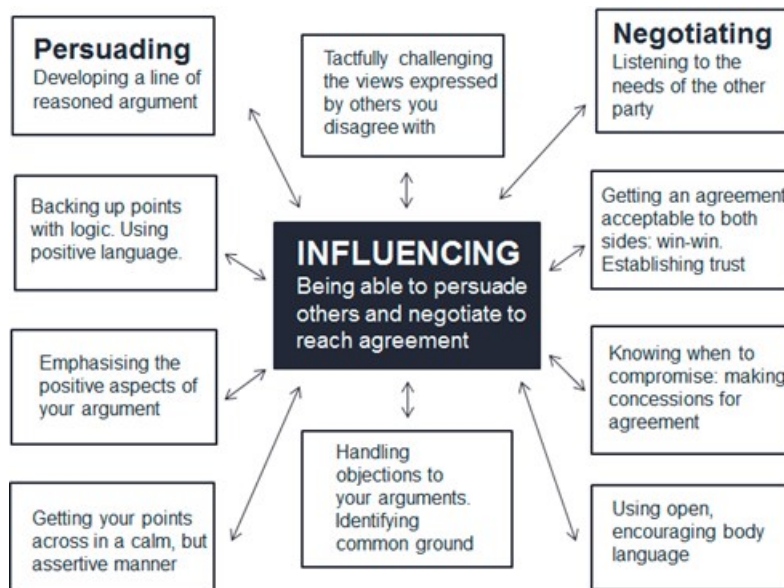 Persuading
Developing a line of
reasoned argument
Tactfully challenging
the views expressed
by others you
disagree with
Negotiating
Listening to the
needs of the other
party
Backing up points
with logic. Using
positive language.
INFLUENCING
Being able to persuade
others and negotiate to
reach agreement
Getting an agreement
acceptable to both
sides: win-win.
Establishing trust
Emphasising the
positive aspects of
your argument
Knowing when to
compromise: making
concessions for
agreement
Getting your points
across in a calm, but
assertive manner
Handling
objections to
your arguments.
Identifying
common ground
Using open,
encouraging body
language